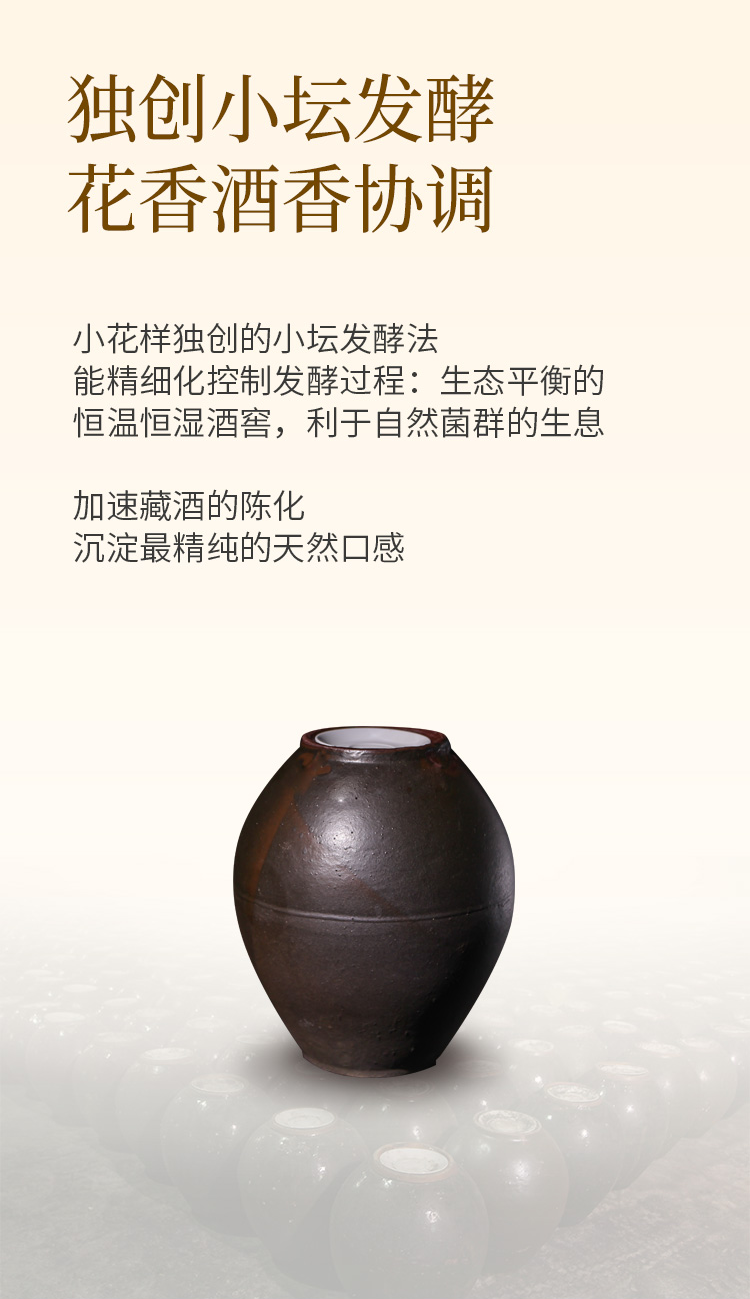 独创小坛发酵
花香酒香协调
小花样独创的小坛发酵法
能精细化控制发酵过程：生态平衡的
恒温恒湿酒窖，利于自然菌群的生息
加速藏酒的陈化
沉淀最精纯的天然口感